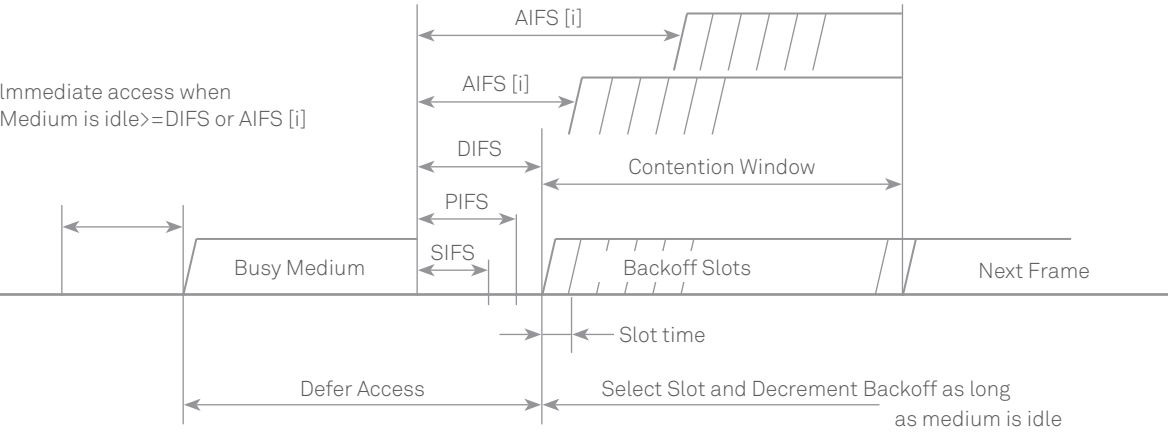 AIFS [i]
Immediate access when
Medium is idle>=DIFS or AIFS [i]
AIFS [i]
DIFS
Contention Window
PIFS
SIFS
Busy Medium
Backoff Slots
Next Frame
Slot time
Defer Access
Select Slot and Decrement Backoff as long
as medium is idle